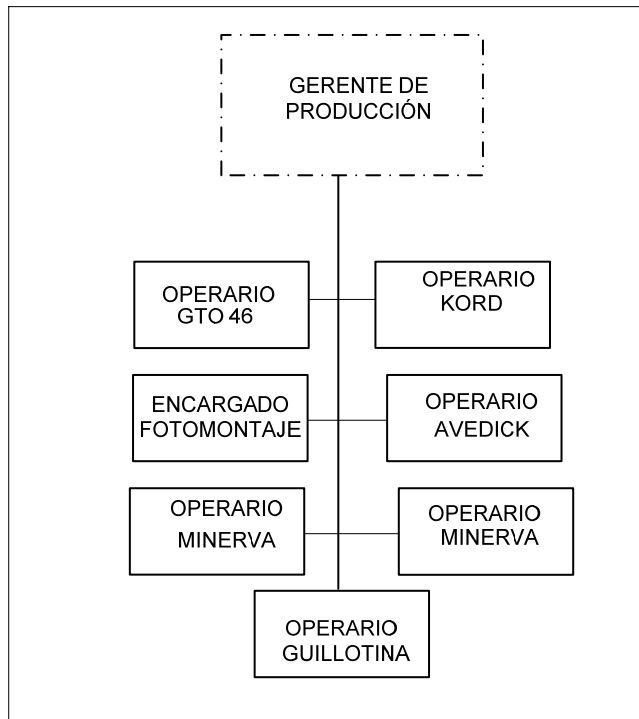 GERENTE DE
PRODUCCIÓN
OPERARIO
GTO 46
OPERARIO
KORD
ENCARGADO
FOTOMONTAJE
OPERARIO
AVEDICK
OPERARIO
MINERVA
OPERARIO
MINERVA
OPERARIO
GUILLOTINA